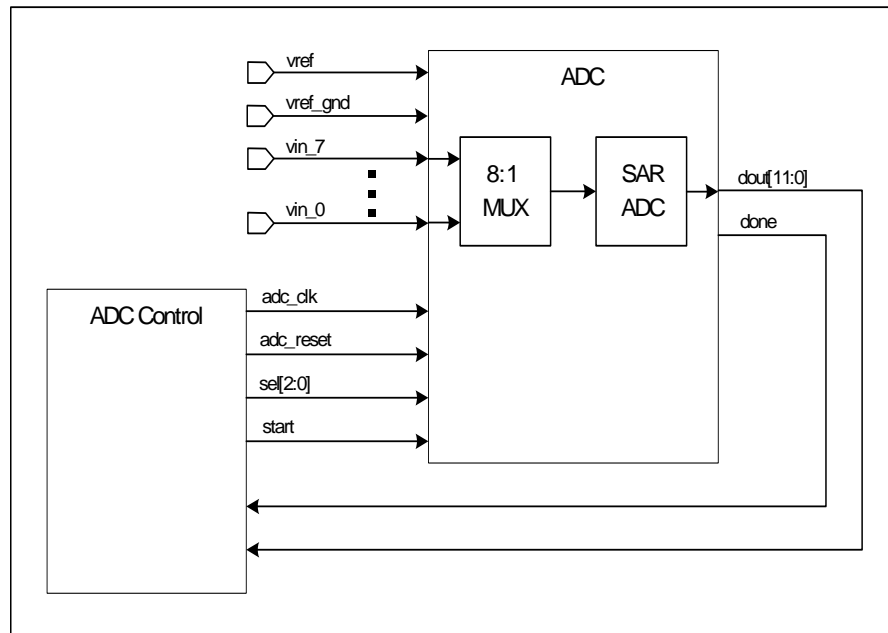 vref
ADC
vref_gnd
vin_7
8:1
MUX
SAR
ADC
dout[11:0]
vin_0
done
adc_clk
ADC Control
adc_reset
sel[2:0]
start